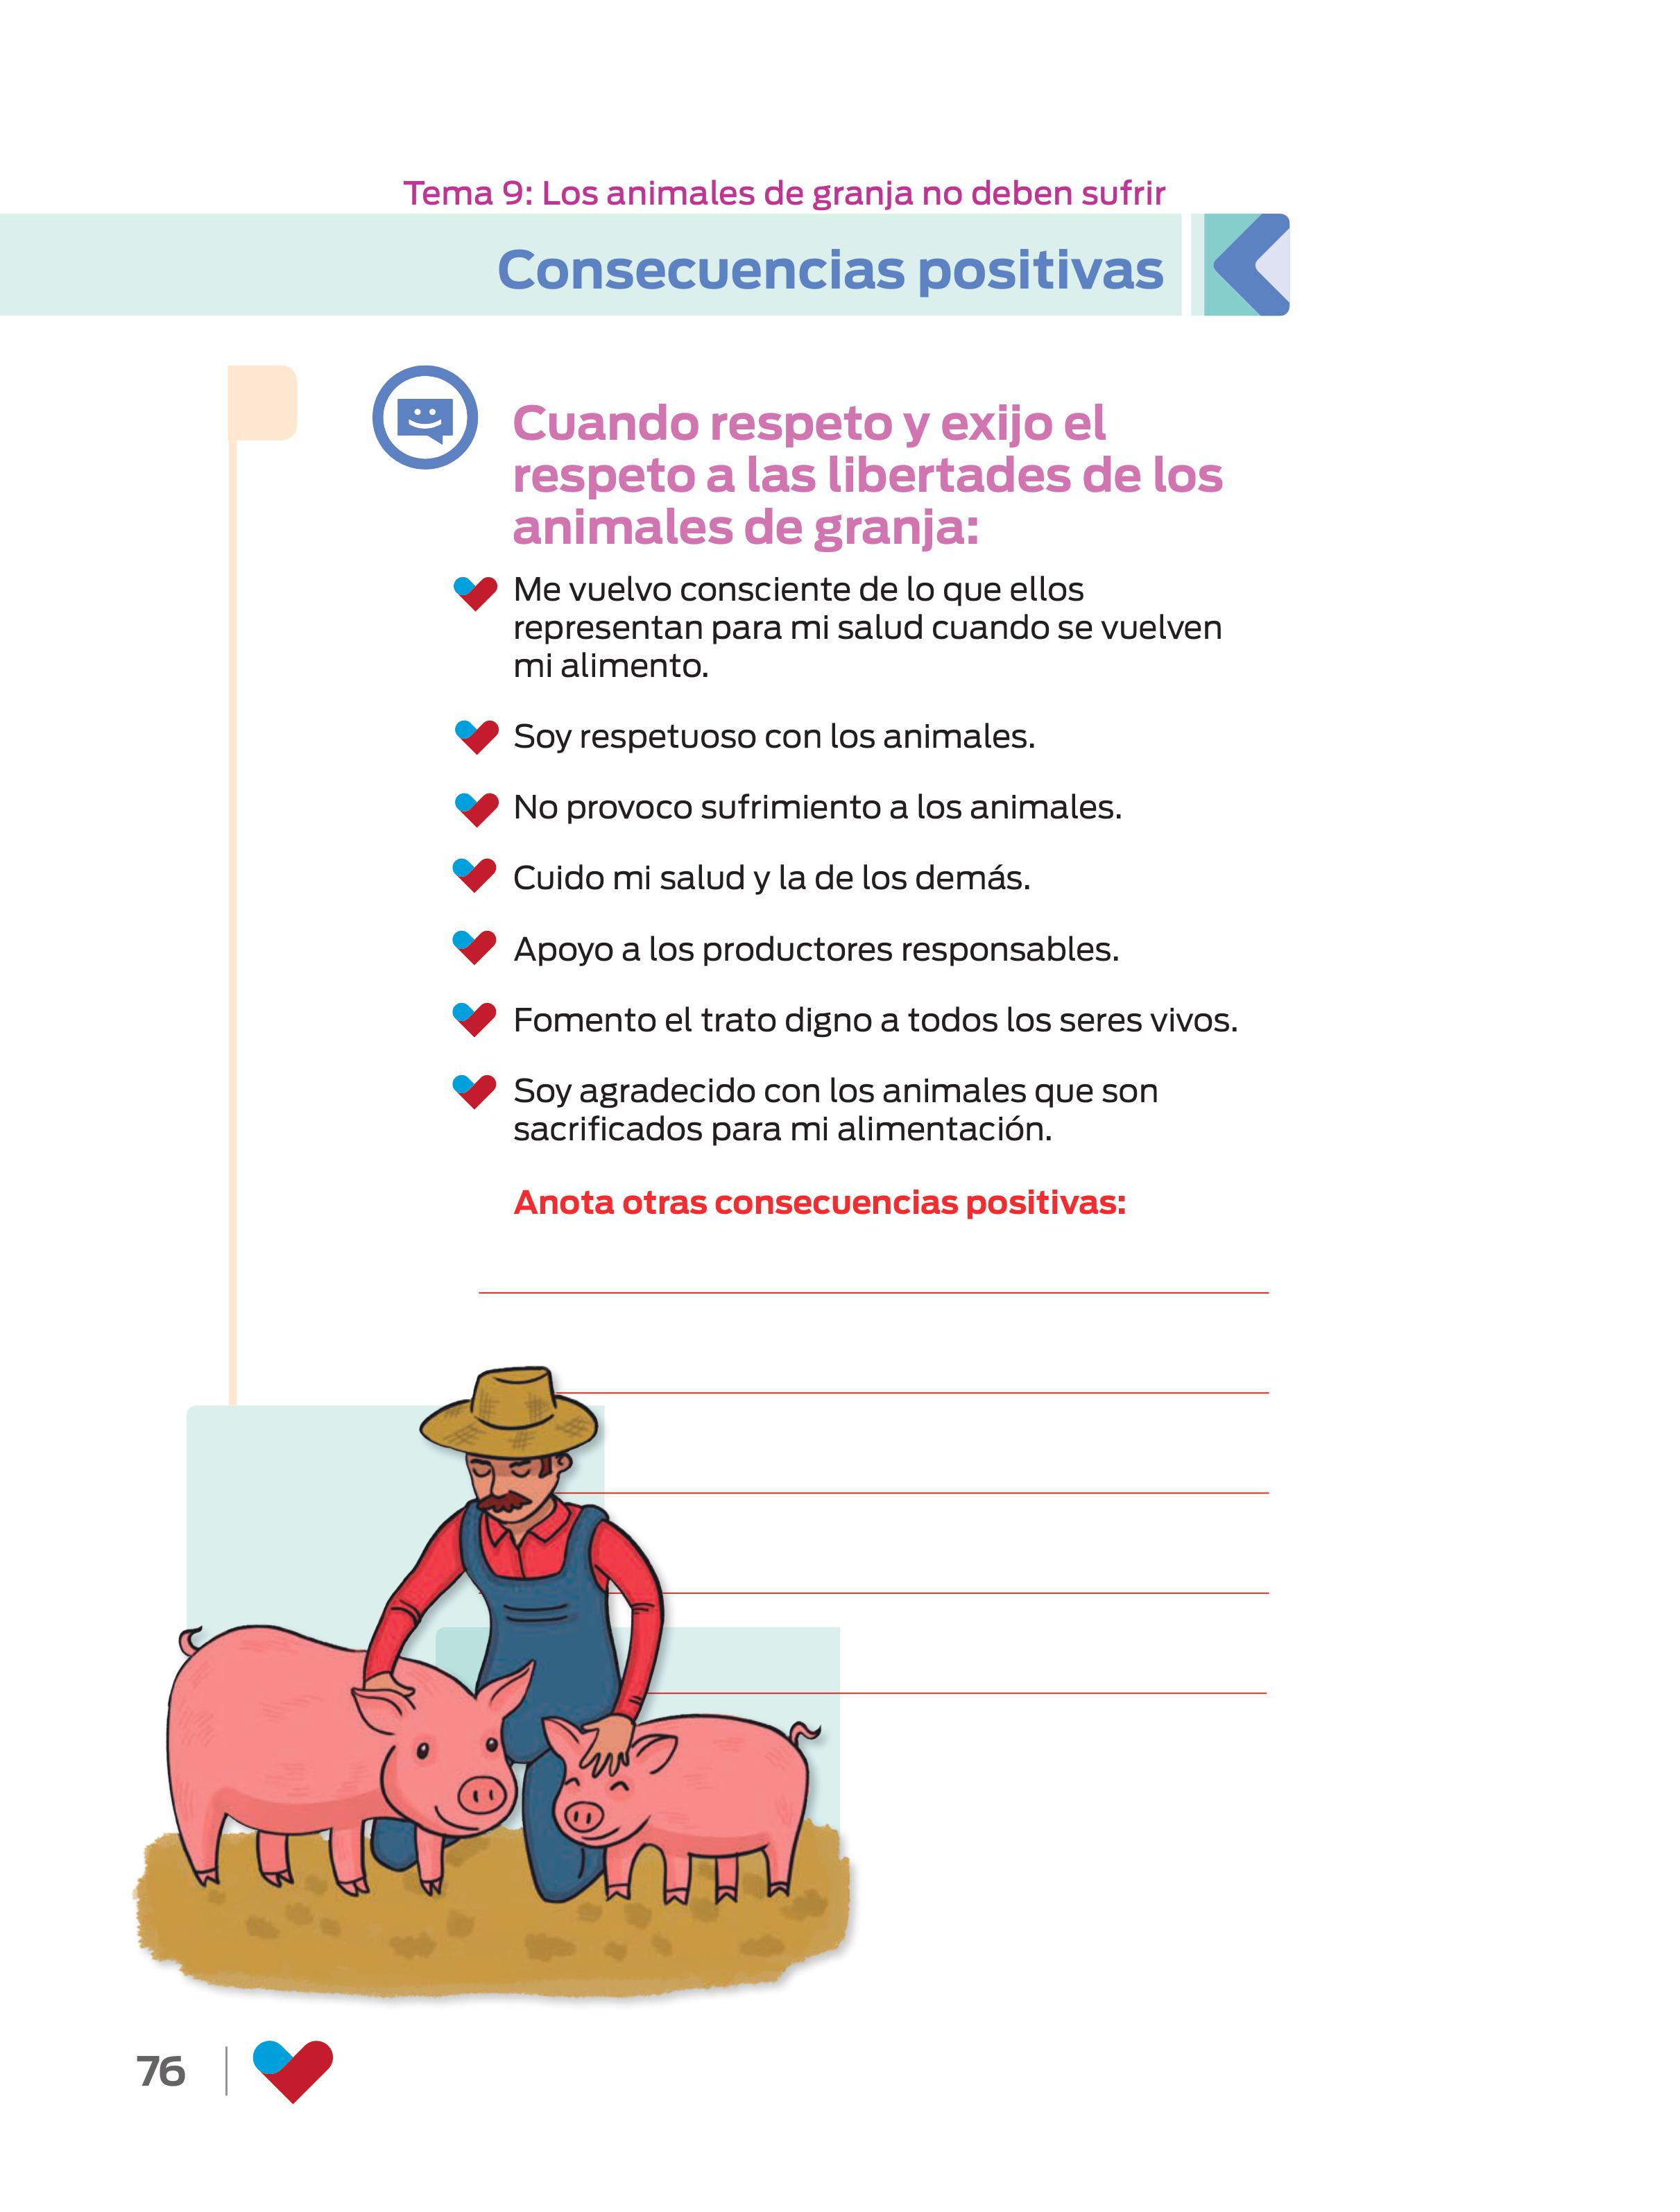 Tema 9: Los animales de granja no deben sufrir
Consecuencias positivas
Cuando respeto y exijo el
respeto a las libertades de los
animales de granja:
Me vuelvo consciente de lo que ellos
representan para mi salud cuando se vuelven
mi alimento.
Soy respetuoso con los animales.
No provoco sufrimiento a los animales.
Cuido mi salud y la de los demás.
Apoyo a los productores responsables.
Fomento el trato digno a todos los seres vivos.
Soy agradecido con los animales que son
sacrificados para mi alimentación.
Anota otras consecuencias positivas:
76